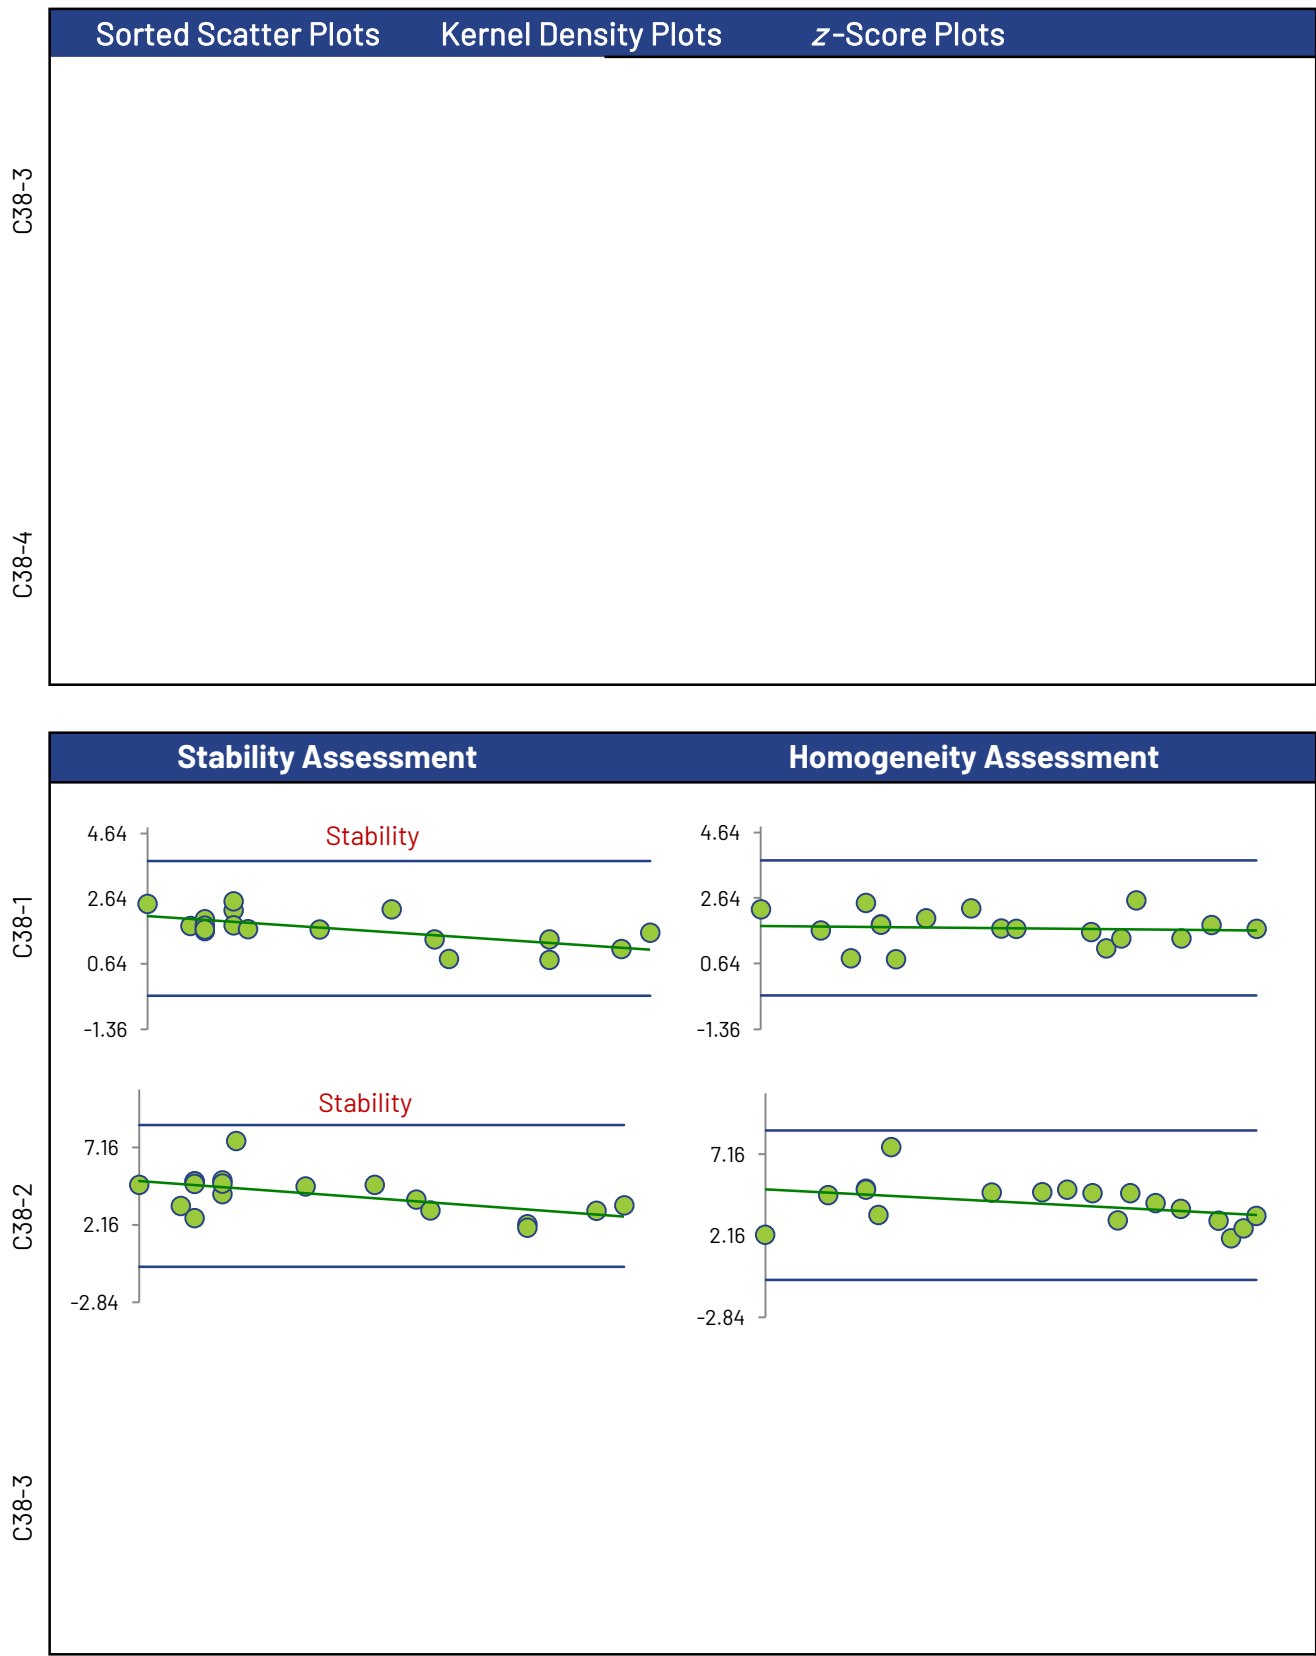 Sorted Scatter Plots Kernel Density Plots z-Score Plots
C38-3
C38-4
Stability Assessment Homogeneity Assessment
C38-1
Stability
4.64
2.64
0.64
-1.36
4.64
2.64
0.64
-1.36
C38-2
Stability
7.16
2.16
-2.84
7.16
2.16
-2.84
C38-3